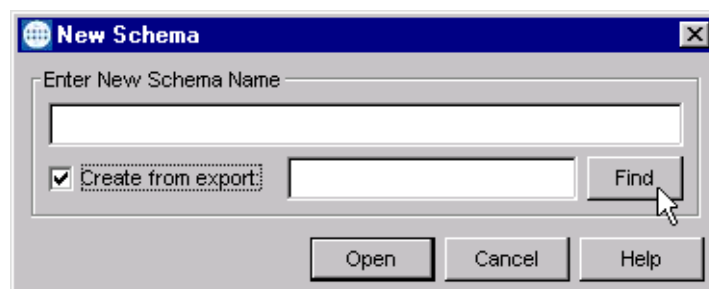 New Schema
Enter New Schema Name
Create from export: Find
Open Cancel Help